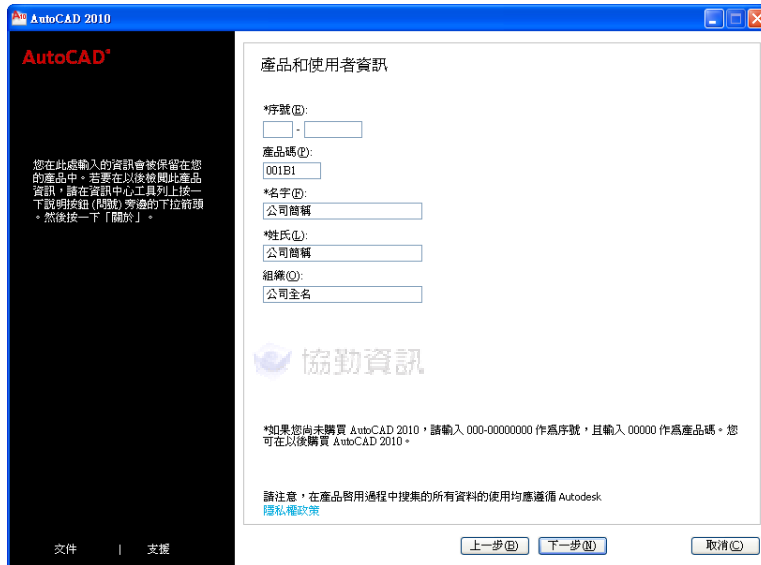 AutoCAD 2010
AutoCAD
產品和使用者資訊
*序號(E):
-
您在此處輸入的資訊會被保留在您
的產品中。若要在以後檢閱此產品
資訊，請在資訊中心工具列上按一
下說明按鈕 (問號) 旁邊的下拉箭頭
。然後按一下「關於」。
產品碼(P):
001B1
*名字(F):
公司簡稱
*姓氏(L):
公司簡稱
組織(O):
公司全名
協勤資訊
*如果您尚未購買 AutoCAD 2010，請輸入 000-00000000 作為序號，且輸入 00000 作為產品碼。您
可在以後購買 AutoCAD 2010。
請注意，在產品啓用過程中搜集的所有資料的使用均應遵循 Autodesk
隱私權政策
文件 | 支援
上一步(B) 下一步(N) 取消(C)